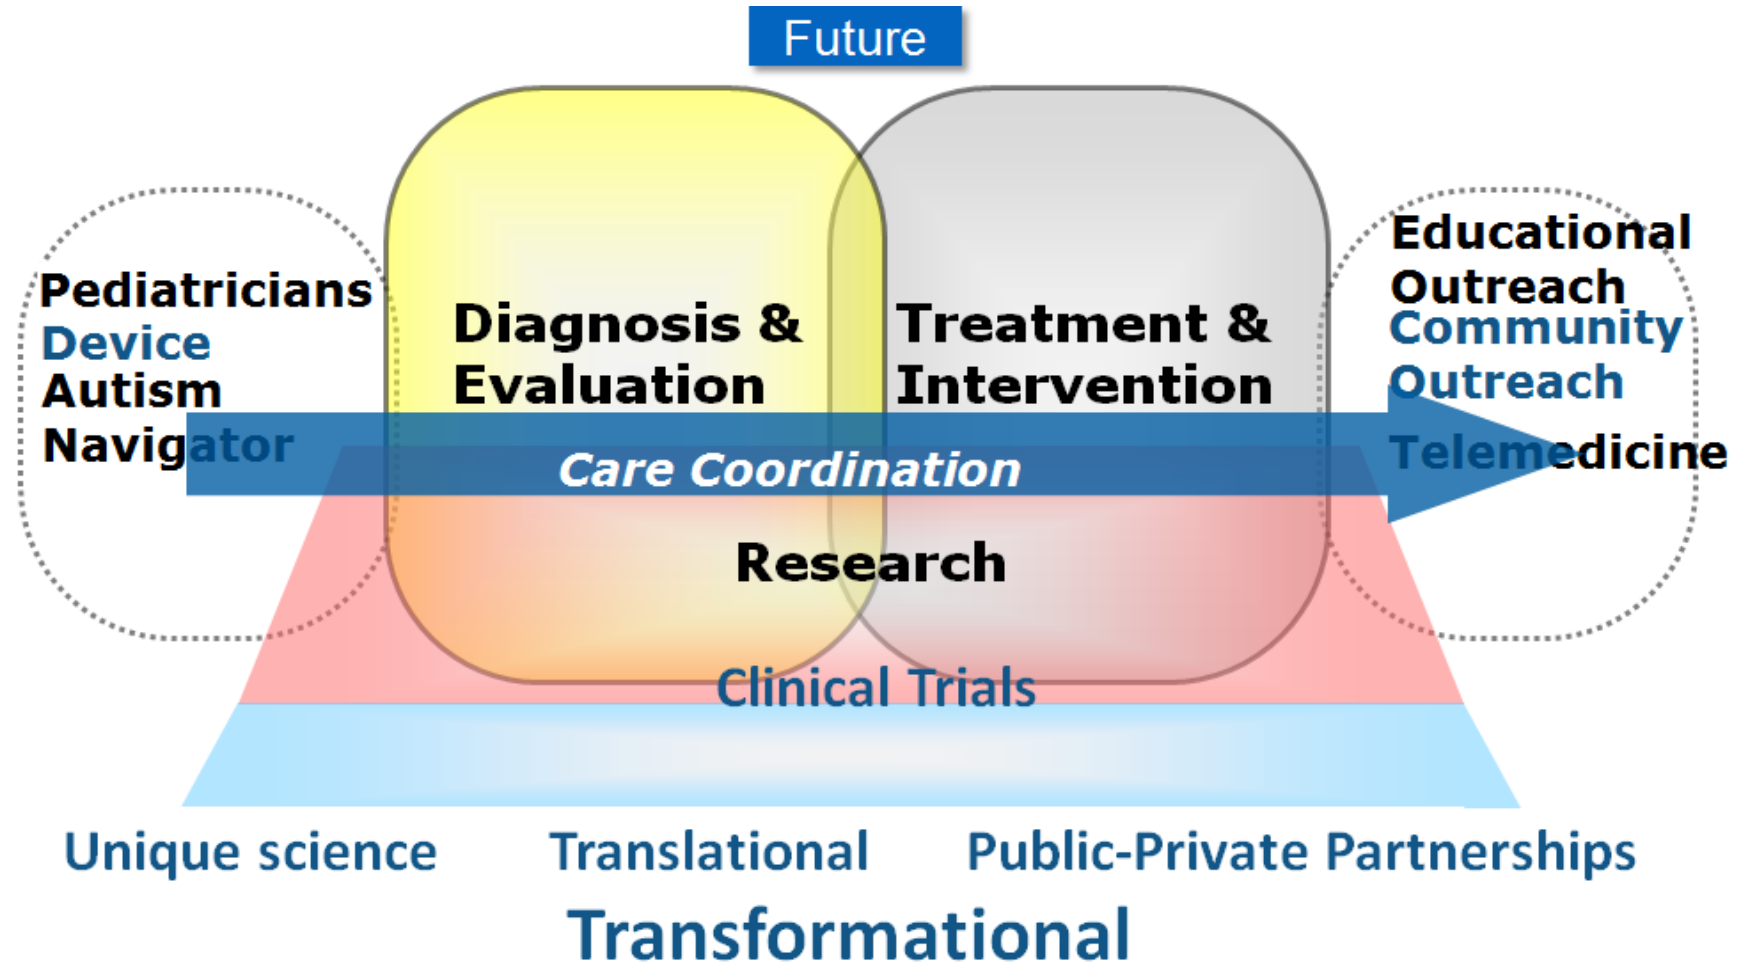 Future
Pediatricians
Device
Autism
Navigator
Diagnosis &
Evaluation
Treatment &
Intervention
Educational
Outreach
Community
Outreach
Telemedicine
Care Coordination
Research
Clinical Trials
Unique science
Translational
Public-Private Partnerships
Transformational